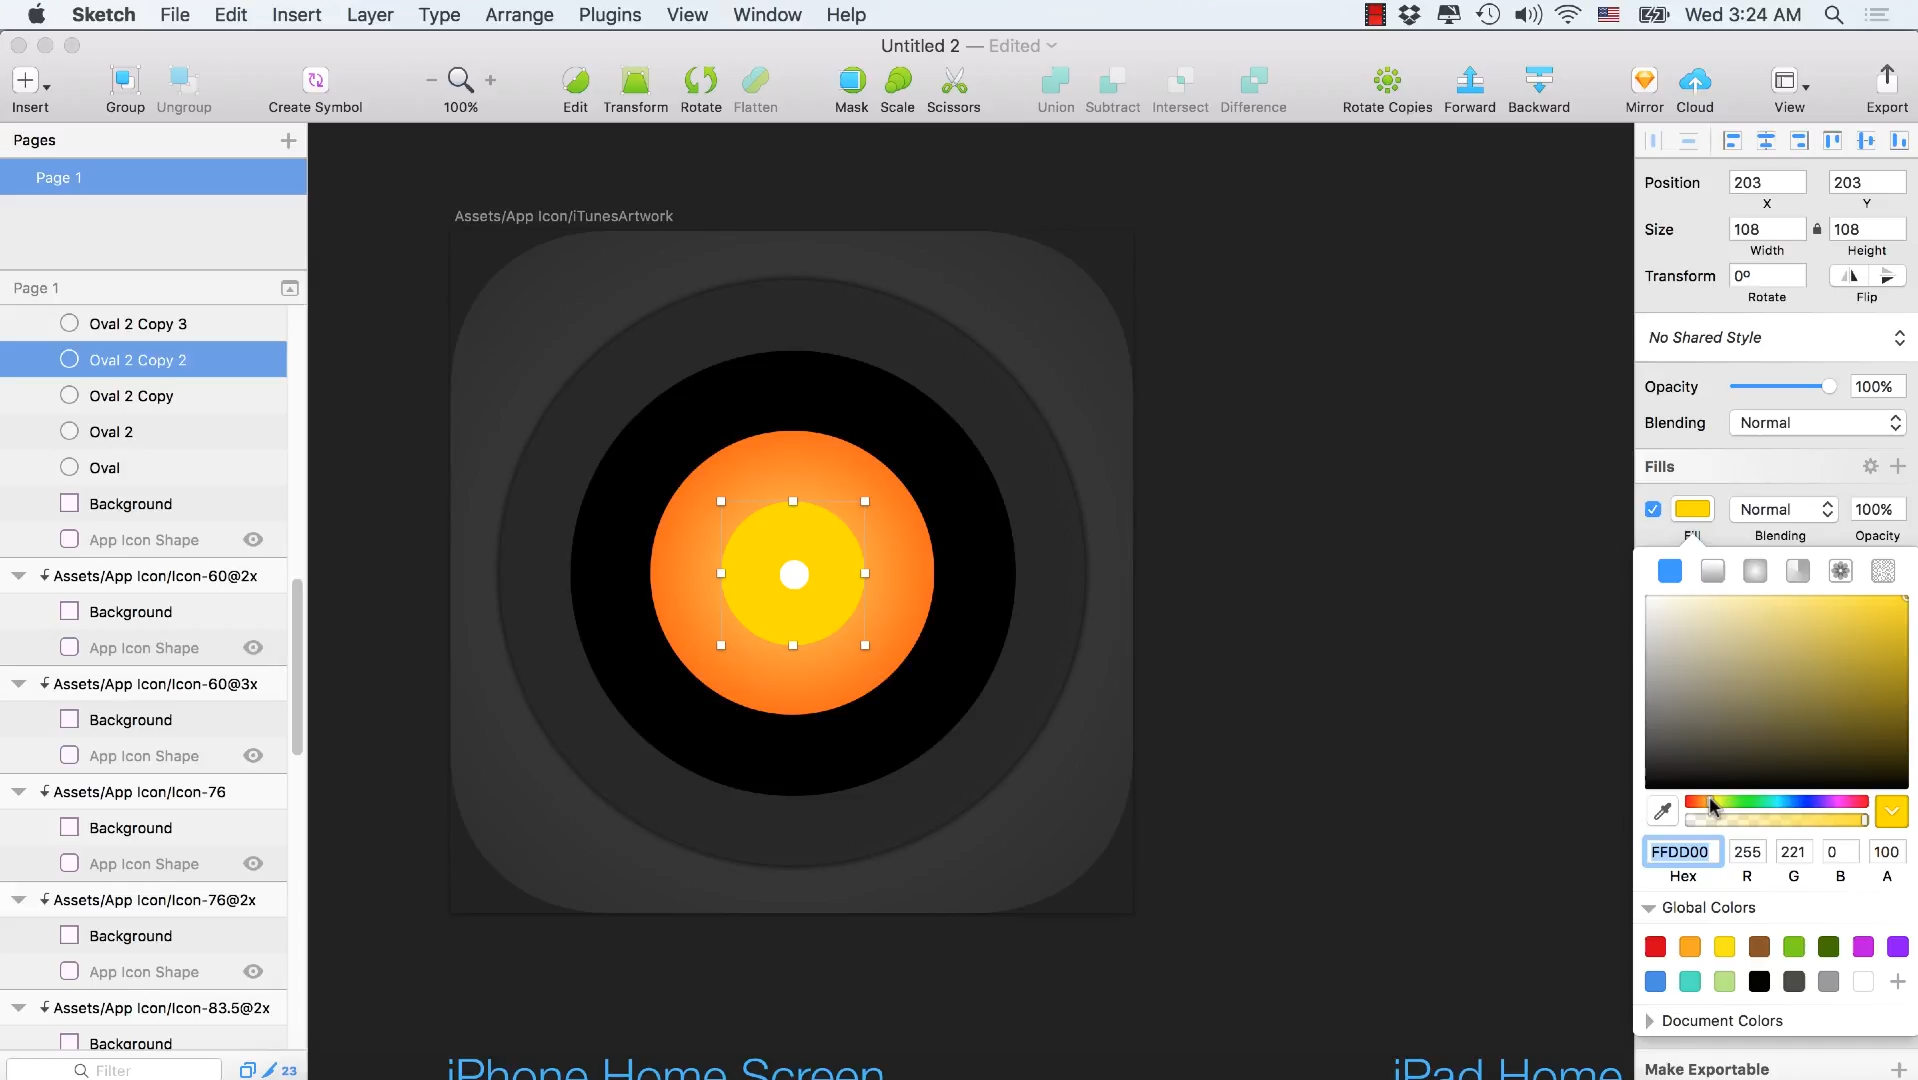 Sketch File Edit Insert Layer Type Arrange Plugins View Window Help Wed 3:24 AM
Untitled 2 — Edited
Insert Group Ungroup Create Symbol 100% Edit Transform Rotate Flatten Mask Scale Scissors Union Subtract Intersect Difference Rotate Copies Forward Backward Mirror Cloud View Export
Pages
Page 1
Page 1
Oval 2 Copy 3
Oval 2 Copy 2
Oval 2 Copy
Oval 2
Oval
Background
App Icon Shape
Assets/App Icon/Icon-60@2x
Background
App Icon Shape
Assets/App Icon/Icon-60@3x
Background
App Icon Shape
Assets/App Icon/Icon-76
Background
App Icon Shape
Assets/App Icon/Icon-76@2x
Background
App Icon Shape
Assets/App Icon/Icon-83.5@2x
Background
Filter 23
Assets/App Icon/iTunesArtwork
iPhone Home Screen
iPad Home
Position 203 203
X Y
Size 108 108
Width Height
Transform 0º
Rotate Flip
No Shared Style
Opacity 100%
Blending Normal
Fills
Normal 100%
Fill Blending Opacity
FFDD00 255 221 0 100
Hex R G B A
Global Colors
Document Colors
Make Exportable